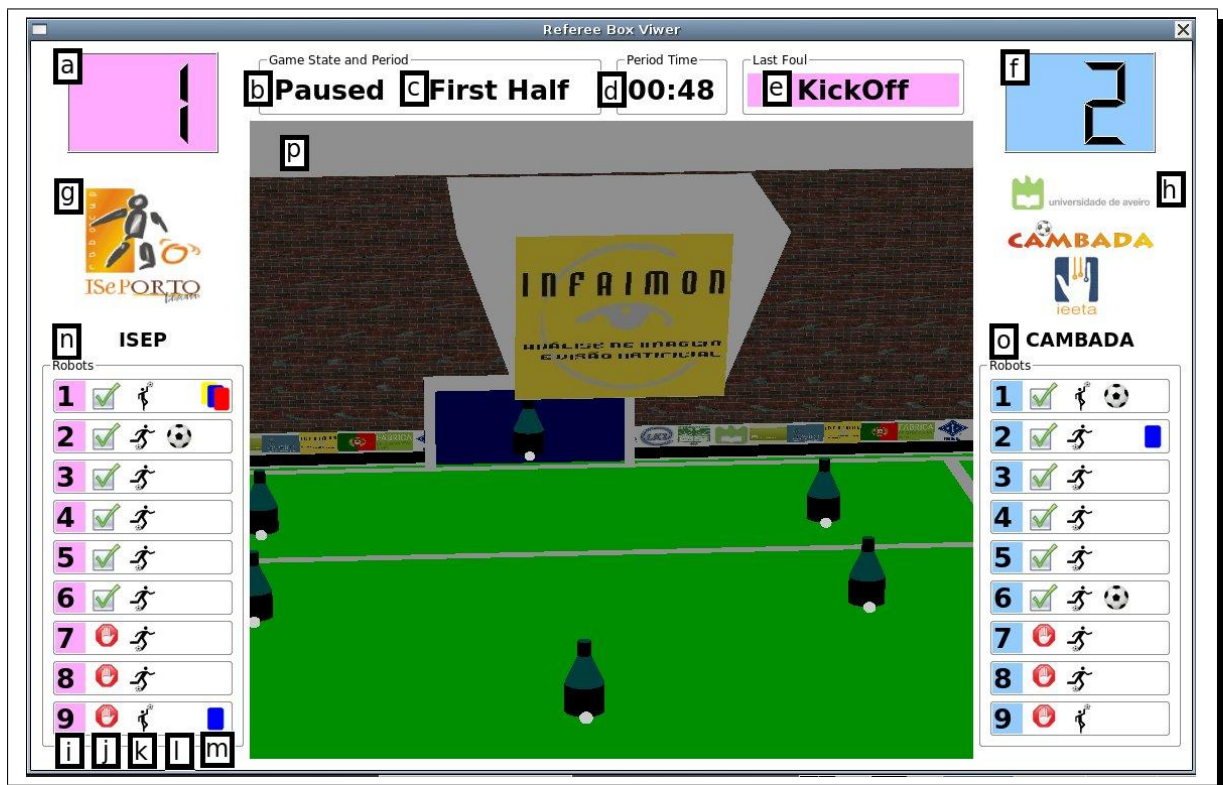 Referee Box Viwer
a
1
Game State and Period
b Paused c First Half
Period Time
d 00:48
Last Foul
e KickOff
f
2
p
g
ROBOCUP
ISePORTO
h
universidade de aveiro
CAMBADA
ieeta
INFAIMON
n ISEP
Robots
1
2
3
4
5
6
7
8
9
i j k l m
o CAMBADA
Robots
1
2
3
4
5
6
7
8
9